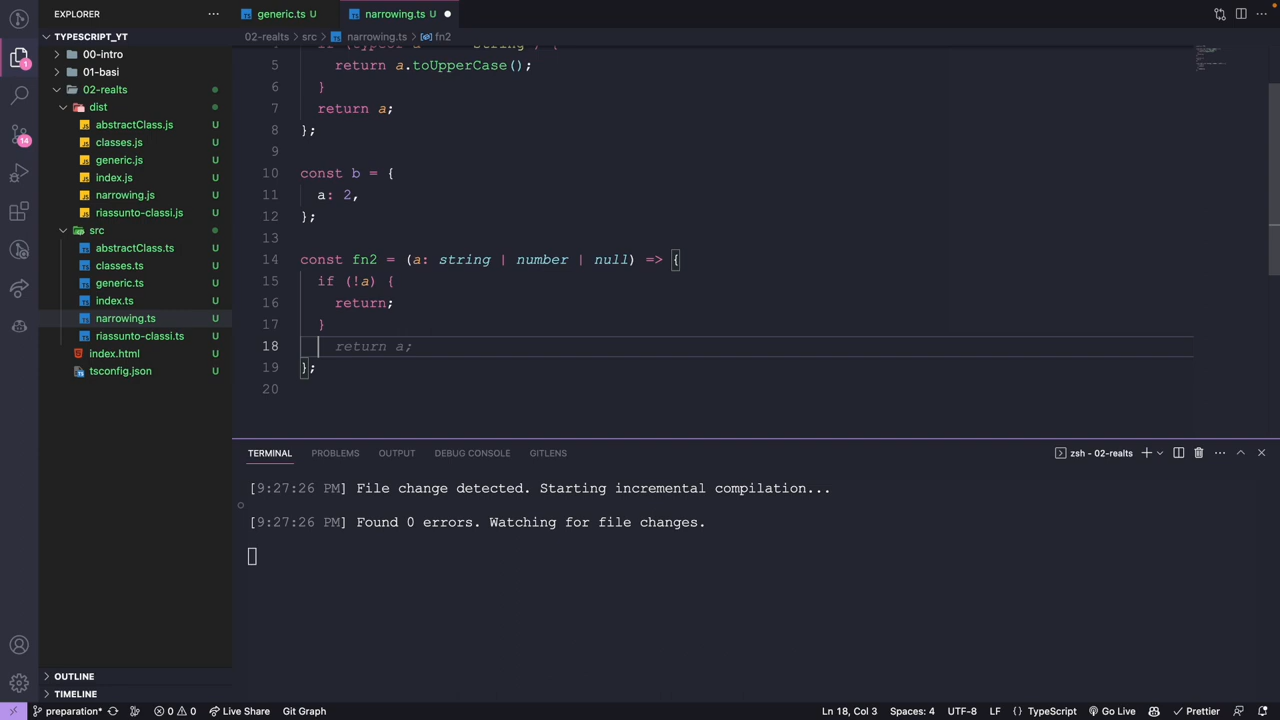 EXPLORER
generic.ts U
narrowing.ts U
TYPESCRIPT_YT
00-intro
01-basi
02-realts
dist
abstractClass.js U
classes.js U
generic.js U
index.js U
narrowing.js U
riassunto-classi.js U
src
abstractClass.ts U
classes.ts U
generic.ts U
index.ts U
narrowing.ts U
riassunto-classi.ts U
index.html U
tsconfig.json U
OUTLINE
TIMELINE
1
14
02-realts > src > narrowing.ts > fn2
5 return a.toUpperCase();
6 }
7 return a;
8 };
9
10 const b = {
11 a: 2,
12 };
13
14 const fn2 = (a: string | number | null) => {
15 if (!a) {
16 return;
17 }
18 return a;
19 };
20
TERMINAL PROBLEMS OUTPUT DEBUG CONSOLE GITLENS zsh - 02-realts
[9:27:26 PM] File change detected. Starting incremental compilation...
[9:27:26 PM] Found 0 errors. Watching for file changes.
preparation* 0 0 Live Share Git Graph Ln 18, Col 3 Spaces: 4 UTF-8 LF {} TypeScript Go Live Prettier